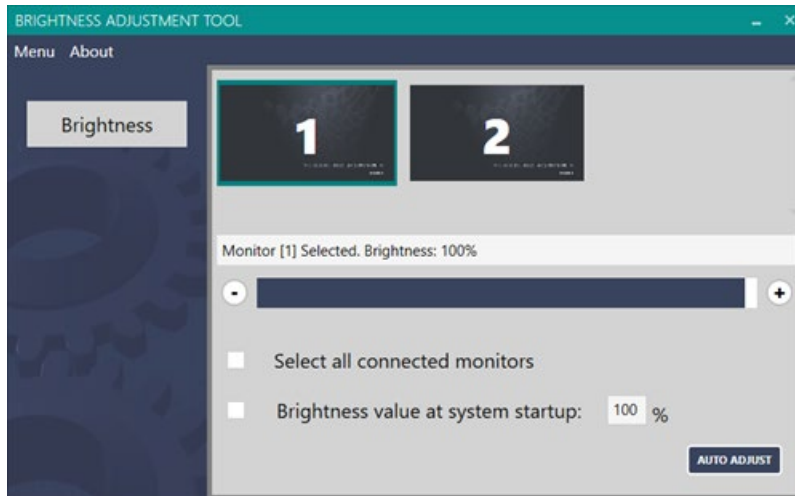 BRIGHTNESS ADJUSTMENT TOOL
Menu About
Brightness
1
2
Monitor [1] Selected. Brightness: 100%
-
+
Select all connected monitors
Brightness value at system startup: 100 %
AUTO ADJUST